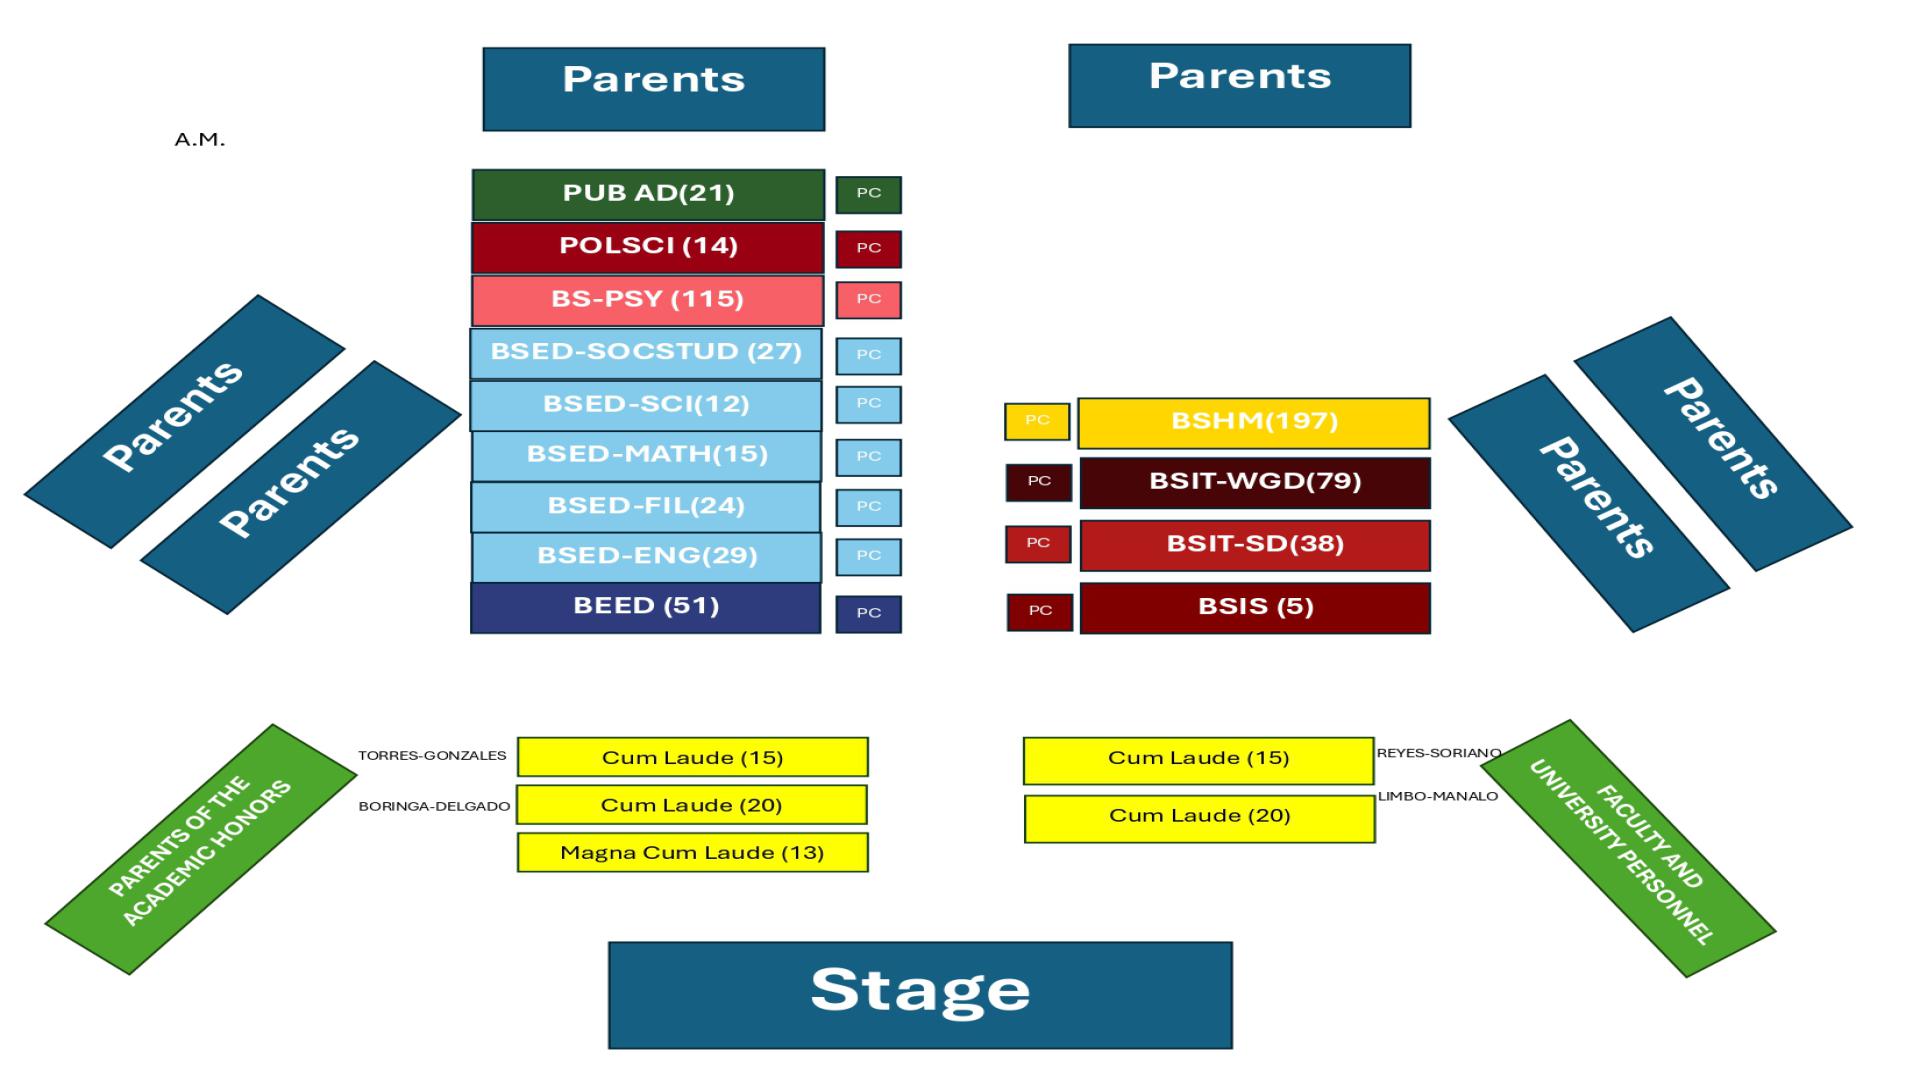 Parents
Parents
A.M.
PUB AD(21)
PC
POLSCI (14)
PC
BS-PSY (115)
PC
BSED-SOCSTUD (27)
PC
BSED-SCI(12)
PC
BSED-MATH(15)
PC
BSED-FIL(24)
PC
BSED-ENG(29)
PC
BEED (51)
PC
PC
BSHM(197)
PC
BSIT-WGD(79)
PC
BSIT-SD(38)
PC
BSIS (5)
Parents
Parents
Parents
Parents
PARENTS OF THE
ACADEMIC HONORS
TORRES-GONZALES
Cum Laude (15)
BORINGA-DELGADO
Cum Laude (20)
Magna Cum Laude (13)
Cum Laude (15)
REYES-SORIANO
Cum Laude (20)
LIMBO-MANALO
FACULTY AND
UNIVERSITY PERSONNEL
Stage